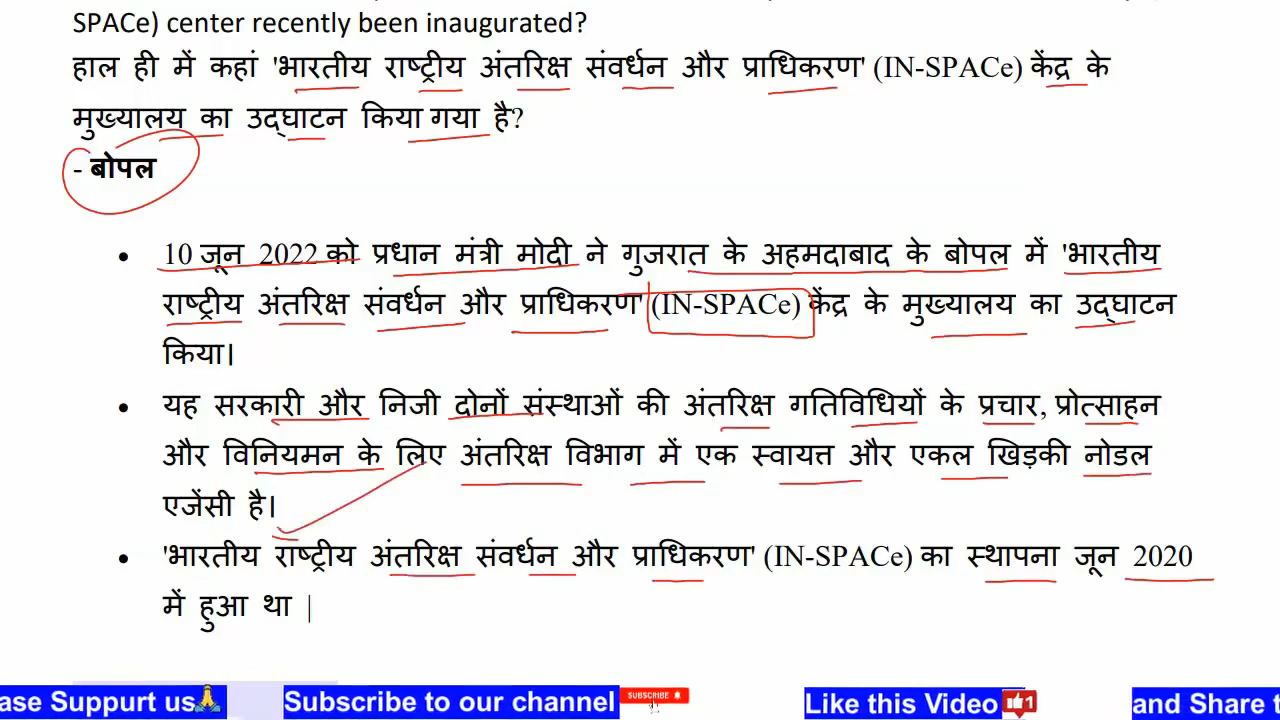 SPACe) center recently been inaugurated?
हाल ही में कहां 'भारतीय राष्ट्रीय अंतरिक्ष संवर्धन और प्राधिकरण' (IN-SPACe) केंद्र के
मुख्यालय का उद्घाटन किया गया है?
- बोपल
• 10 जून 2022 को प्रधान मंत्री मोदी ने गुजरात के अहमदाबाद के बोपल में 'भारतीय
राष्ट्रीय अंतरिक्ष संवर्धन और प्राधिकरण' (IN-SPACe) केंद्र के मुख्यालय का उद्घाटन
किया।
• यह सरकारी और निजी दोनों संस्थाओं की अंतरिक्ष गतिविधियों के प्रचार, प्रोत्साहन
और विनियमन के लिए अंतरिक्ष विभाग में एक स्वायत्त और एकल खिड़की नोडल
एजेंसी है।
• 'भारतीय राष्ट्रीय अंतरिक्ष संवर्धन और प्राधिकरण' (IN-SPACe) का स्थापना जून 2020
में हुआ था |
ase Suppurt us Subscribe to our channel SUBSCRIBE Like this Video 1 and Share t